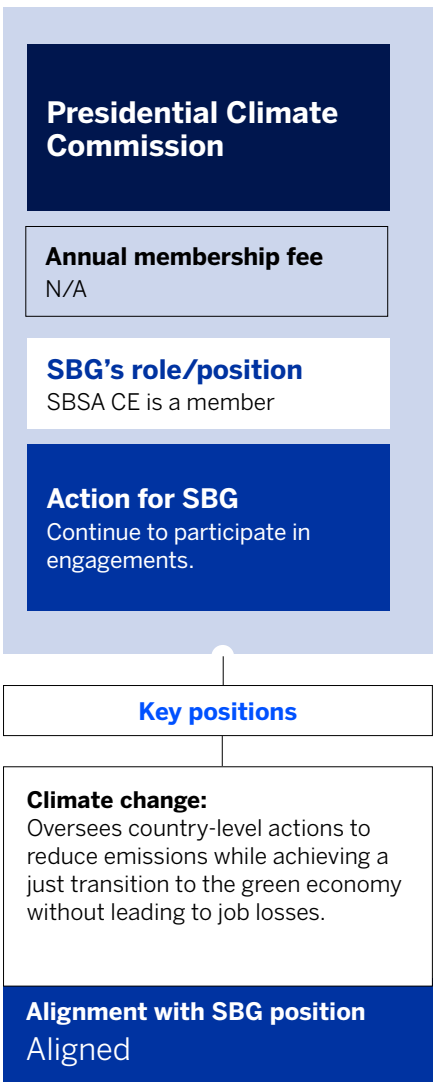 Presidential Climate
Commission
Annual membership fee
N/A
SBG’s role/position
SBSA CE is a member
Action for SBG
Continue to participate in
engagements.
Key positions
Climate change:
Oversees country-level actions to
reduce emissions while achieving a
just transition to the green economy
without leading to job losses.
Alignment with SBG position
Aligned